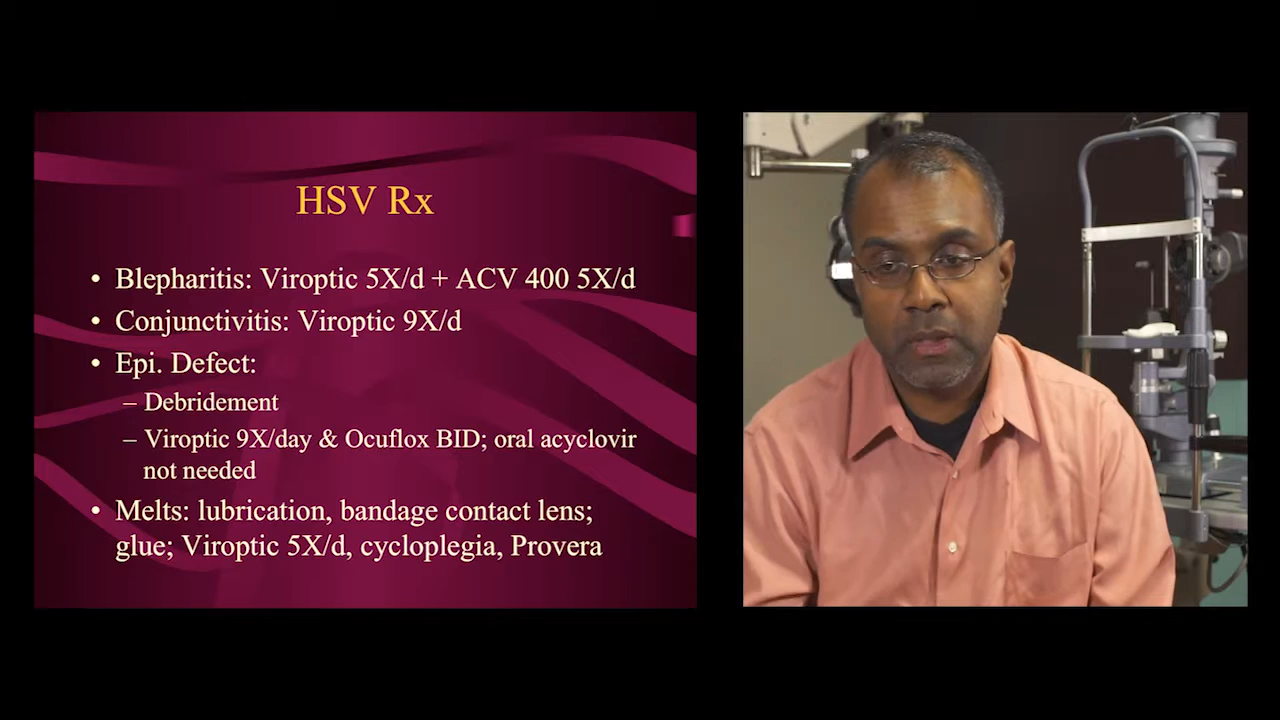 HSV Rx
• Blepharitis: Viroptic 5X/d + ACV 400 5X/d
• Conjunctivitis: Viroptic 9X/d
• Epi. Defect:
– Debridement
– Viroptic 9X/day & Ocuflox BID; oral acyclovir
not needed
• Melts: lubrication, bandage contact lens;
glue; Viroptic 5X/d, cycloplegia, Provera